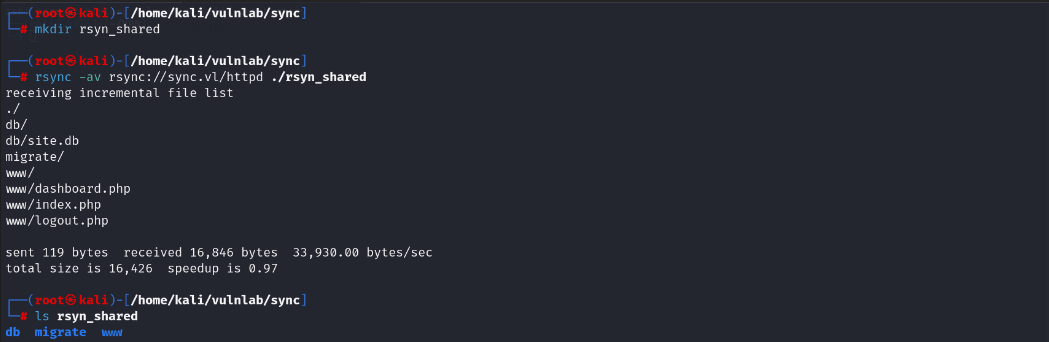 ┌──(root㉿kali)-[/home/kali/vulnlab/sync]
└─# mkdir rsyn_shared
┌──(root㉿kali)-[/home/kali/vulnlab/sync]
└─# rsync -av rsync://sync.vl/httpd ./rsyn_shared
receiving incremental file list
./
db/
db/site.db
migrate/
www/
www/dashboard.php
www/index.php
www/logout.php
sent 119 bytes  received 16,846 bytes  33,930.00 bytes/sec
total size is 16,426  speedup is 0.97
┌──(root㉿kali)-[/home/kali/vulnlab/sync]
└─# ls rsyn_shared
db  migrate  www